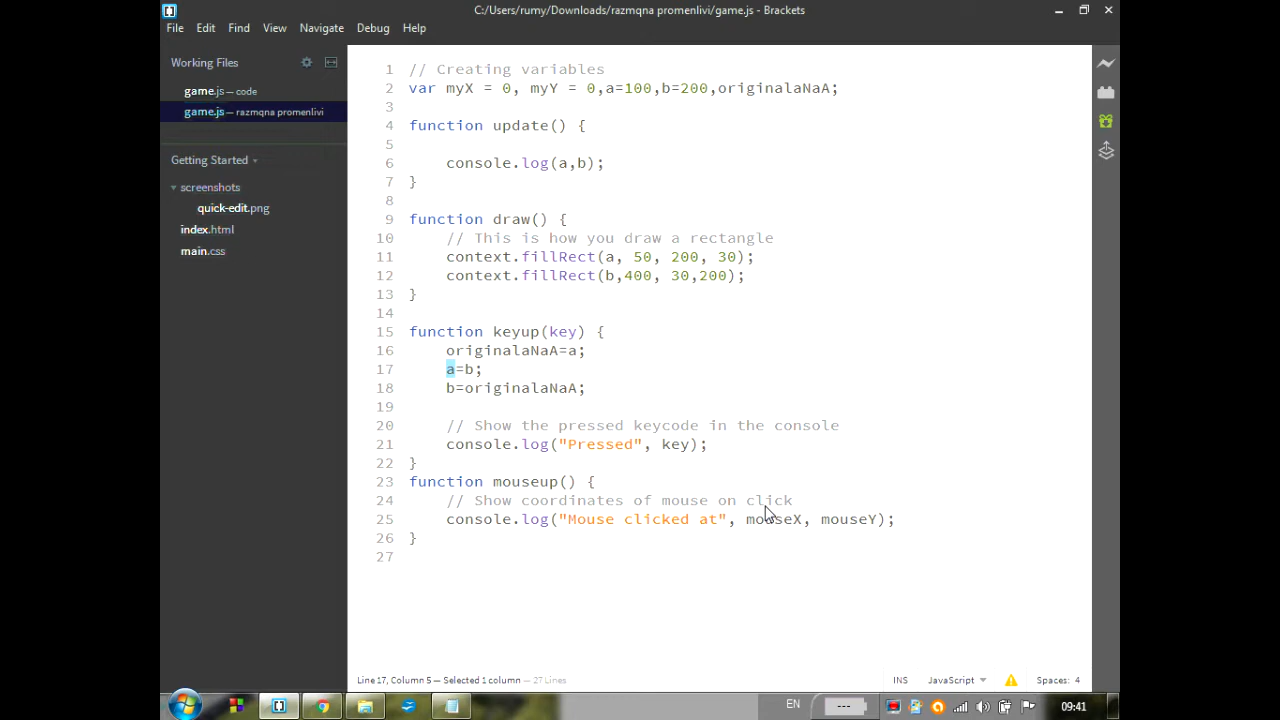 C:/Users/rumy/Downloads/razmqna promenlivi/game.js - Brackets
File Edit Find View Navigate Debug Help
Working Files
game.js — code
game.js — razmqna promenlivi
Getting Started
screenshots
quick-edit.png
index.html
main.css
1 // Creating variables
2 var myX = 0, myY = 0,a=100,b=200,originalaNaA;
3
4 function update() {
5
6 console.log(a,b);
7 }
8
9 function draw() {
10 // This is how you draw a rectangle
11 context.fillRect(a, 50, 200, 30);
12 context.fillRect(b,400, 30,200);
13 }
14
15 function keyup(key) {
16 originalaNaA=a;
17 a=b;
18 b=originalaNaA;
19
20 // Show the pressed keycode in the console
21 console.log("Pressed", key);
22 }
23 function mouseup() {
24 // Show coordinates of mouse on click
25 console.log("Mouse clicked at", mouseX, mouseY);
26 }
27
Line 17, Column 5 — Selected 1 column — 27 Lines INS JavaScript Spaces: 4
EN --- 09:41